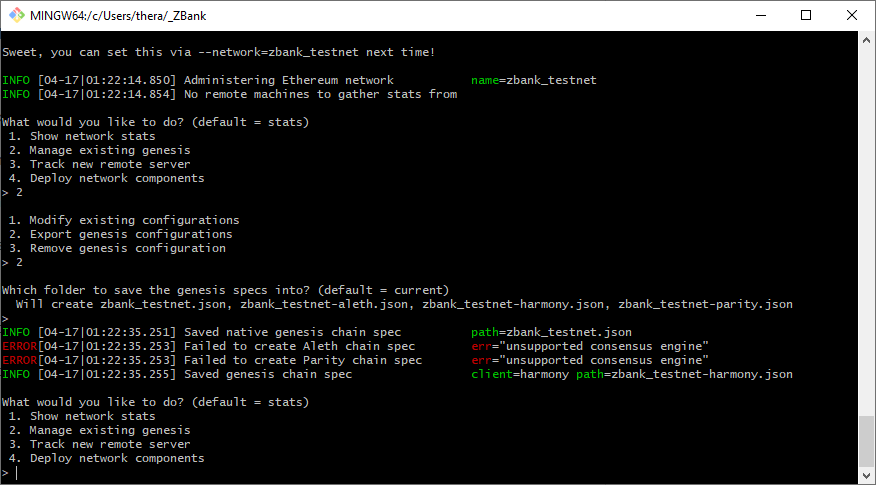 MINGW64:/c/Users/thera/_ZBank
Sweet, you can set this via --network=zbank_testnet next time!
INFO [04-17|01:22:14.850] Administering Ethereum network           name=zbank_testnet
INFO [04-17|01:22:14.854] No remote machines to gather stats from
What would you like to do? (default = stats)
 1. Show network stats
 2. Manage existing genesis
 3. Track new remote server
 4. Deploy network components
> 2
 1. Modify existing configurations
 2. Export genesis configurations
 3. Remove genesis configuration
> 2
Which folder to save the genesis specs into? (default = current)
  Will create zbank_testnet.json, zbank_testnet-aleth.json, zbank_testnet-harmony.json, zbank_testnet-parity.json
>
INFO [04-17|01:22:35.251] Saved native genesis chain spec          path=zbank_testnet.json
ERROR[04-17|01:22:35.253] Failed to create Aleth chain spec        err="unsupported consensus engine"
ERROR[04-17|01:22:35.253] Failed to create Parity chain spec       err="unsupported consensus engine"
INFO [04-17|01:22:35.255] Saved genesis chain spec                 client=harmony path=zbank_testnet-harmony.json
What would you like to do? (default = stats)
 1. Show network stats
 2. Manage existing genesis
 3. Track new remote server
 4. Deploy network components
>